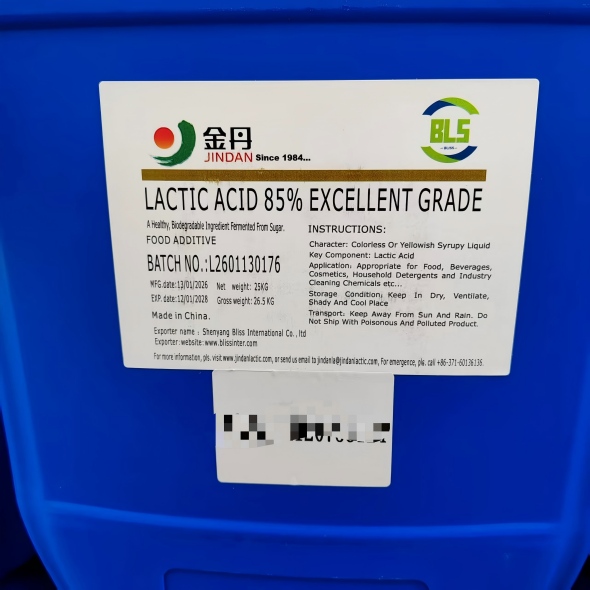 金丹
JINDAN Since 1984...
BLS
BLISS
LACTIC ACID 85% EXCELLENT GRADE
A Healthy, Biodegradable Ingredient Fermented From Sugar.
FOOD ADDITIVE
BATCH NO.:L2601130176
MFG.date: 13/01/2026 Net weight: 25KG
EXP. date: 12/01/2028 Gross weight: 26.5 KG
Made in China.
Exporter name : Shenyang Bliss International Co., ltd
Exporter: website: www.blissinter.com
INSTRUCTIONS:
Character: Colorless Or Yellowish Syrupy Liquid
Key Component: Lactic Acid
Application: Appropriate for Food, Beverages,
Cosmetics, Household Detergents and Industry
Cleaning Chemicals etc...
Storage Condition: Keep In Dry, Ventilate,
Shady And Cool Place
Transport: Keep Away From Sun And Rain. Do
Not Ship With Poisonous And Polluted Product.
For more information, pls. visit www.jindanlactic.com, or send us email to jindanla@jindanlactic.com, For emergence, pls. call +86-371-60136136.